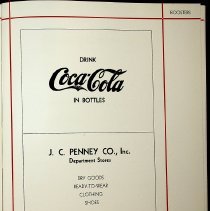 BOOSTERS
DRINK
Coca-Cola
IN BOTTLES
J. C. PENNEY CO., Inc.
Department Stores
DRY GOODS
READY-TO-WEAR
CLOTHING
SHOES